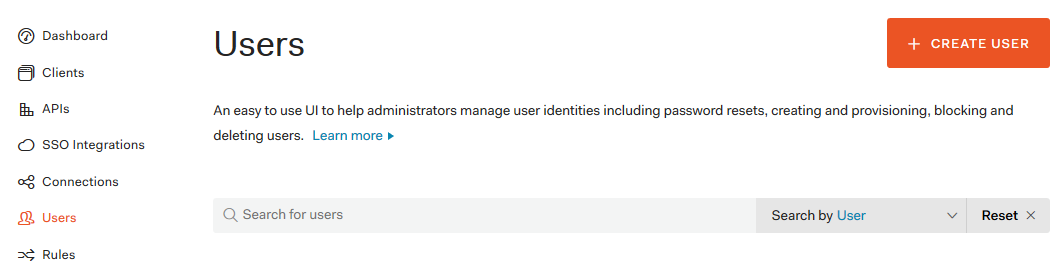 Dashboard
Clients
APIs
SSO Integrations
Connections
Users
Rules
Users
+ CREATE USER
An easy to use UI to help administrators manage user identities including password resets, creating and provisioning, blocking and
deleting users. Learn more
Search for users
Search by User
Reset ×